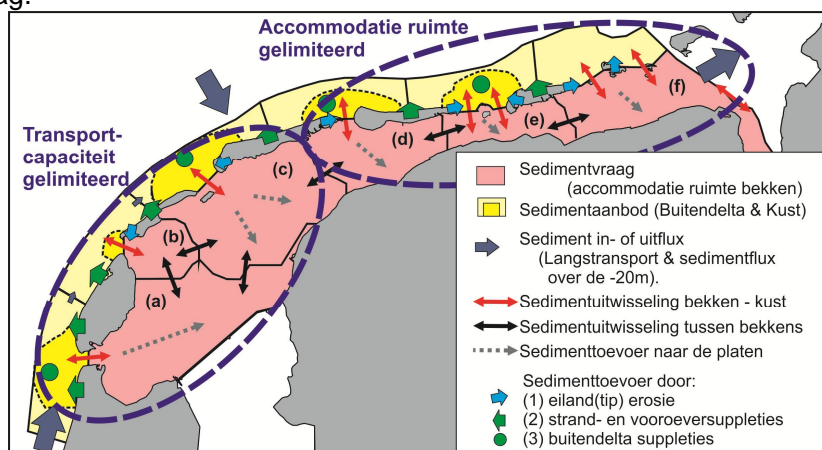 ag:
Accommodatie ruimte
gelimiteerd
Transport-
capaciteit
gelimiteerd
(a)
(b)
(c)
(d)
(e)
(f)
Sedimentvraag
(accommodatie ruimte bekken)
Sedimentaanbod (Buitendelta & Kust)
Sediment in- of uitflux
(Langstransport & sedimentflux
over de -20m).
Sedimentuitwisseling bekken - kust
Sedimentuitwisseling tussen bekkens
Sedimenttoevoer naar de platen
Sedimenttoevoer door:
(1) eiland(tip) erosie
(2) strand- en vooroeversuppleties
(3) buitendelta suppleties